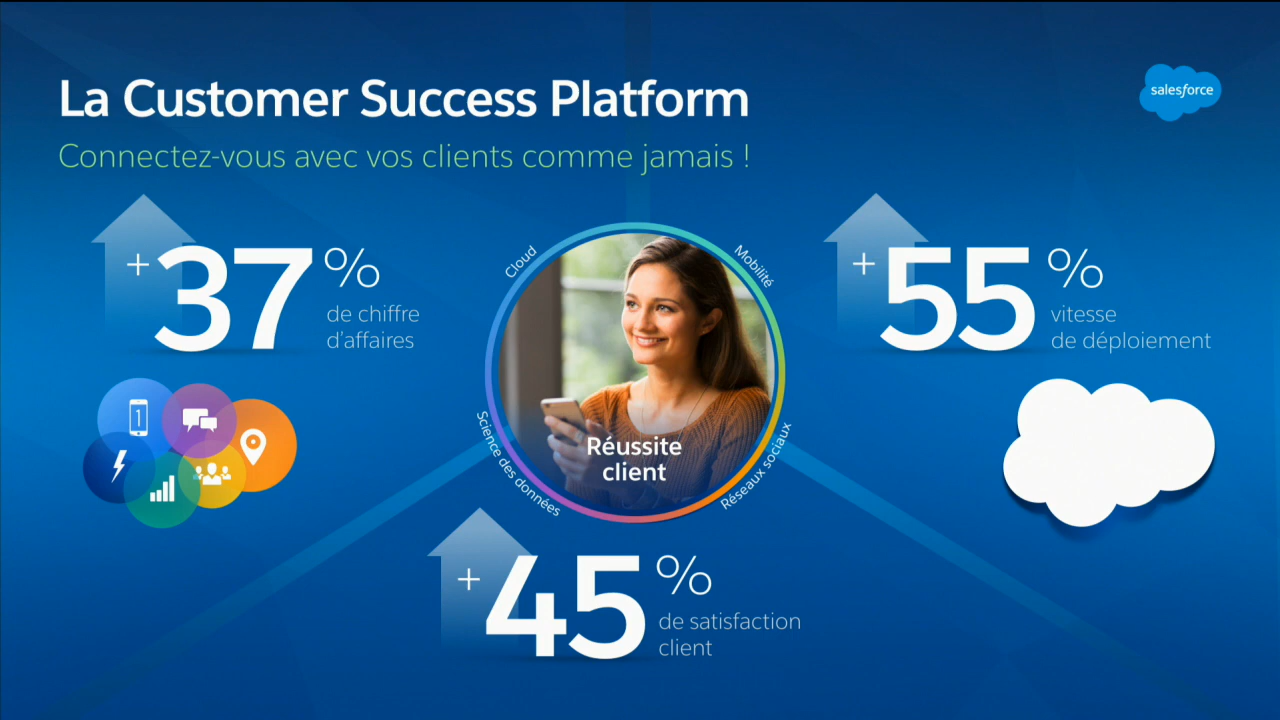 La Customer Success Platform
salesforce
Connectez-vous avec vos clients comme jamais !
+37%
de chiffre
d'affaires
+55%
vitesse
de déploiement
Cloud
Mobilité
Science des données
Réseaux sociaux
Réussite
client
1
+45%
de satisfaction
client